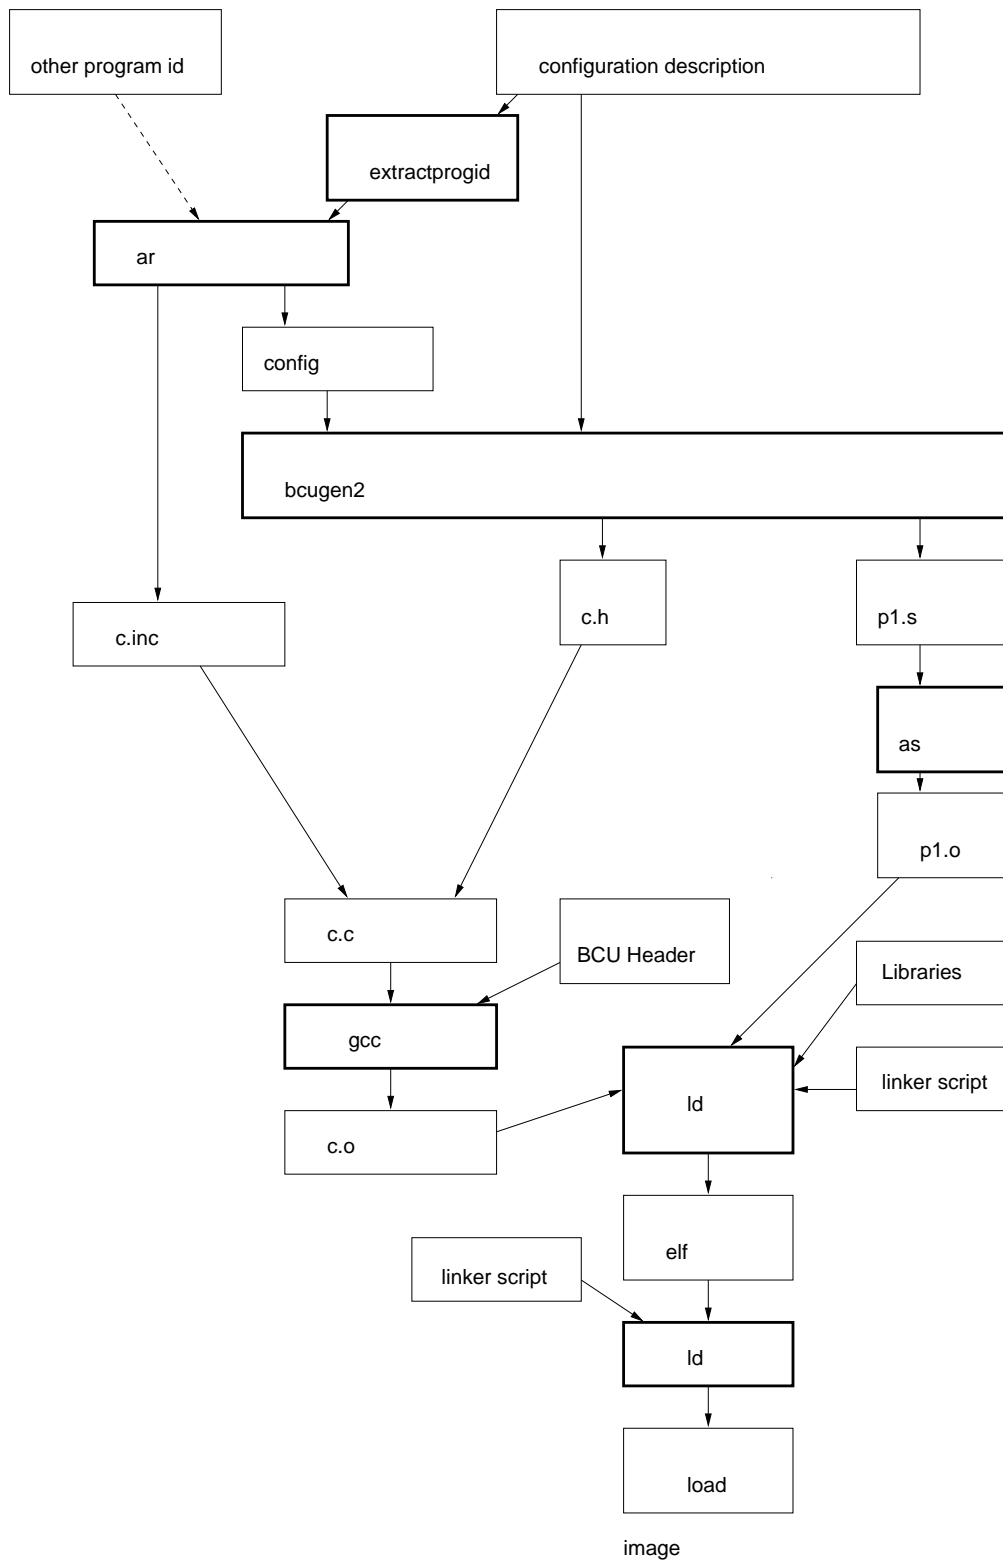 other program id
configuration description
extractprogid
ar
config
bcugen2
c.h
p1.s
c.inc
as
p1.o
c.c
BCU Header
Libraries
gcc
linker script
ld
c.o
elf
linker script
ld
load
image